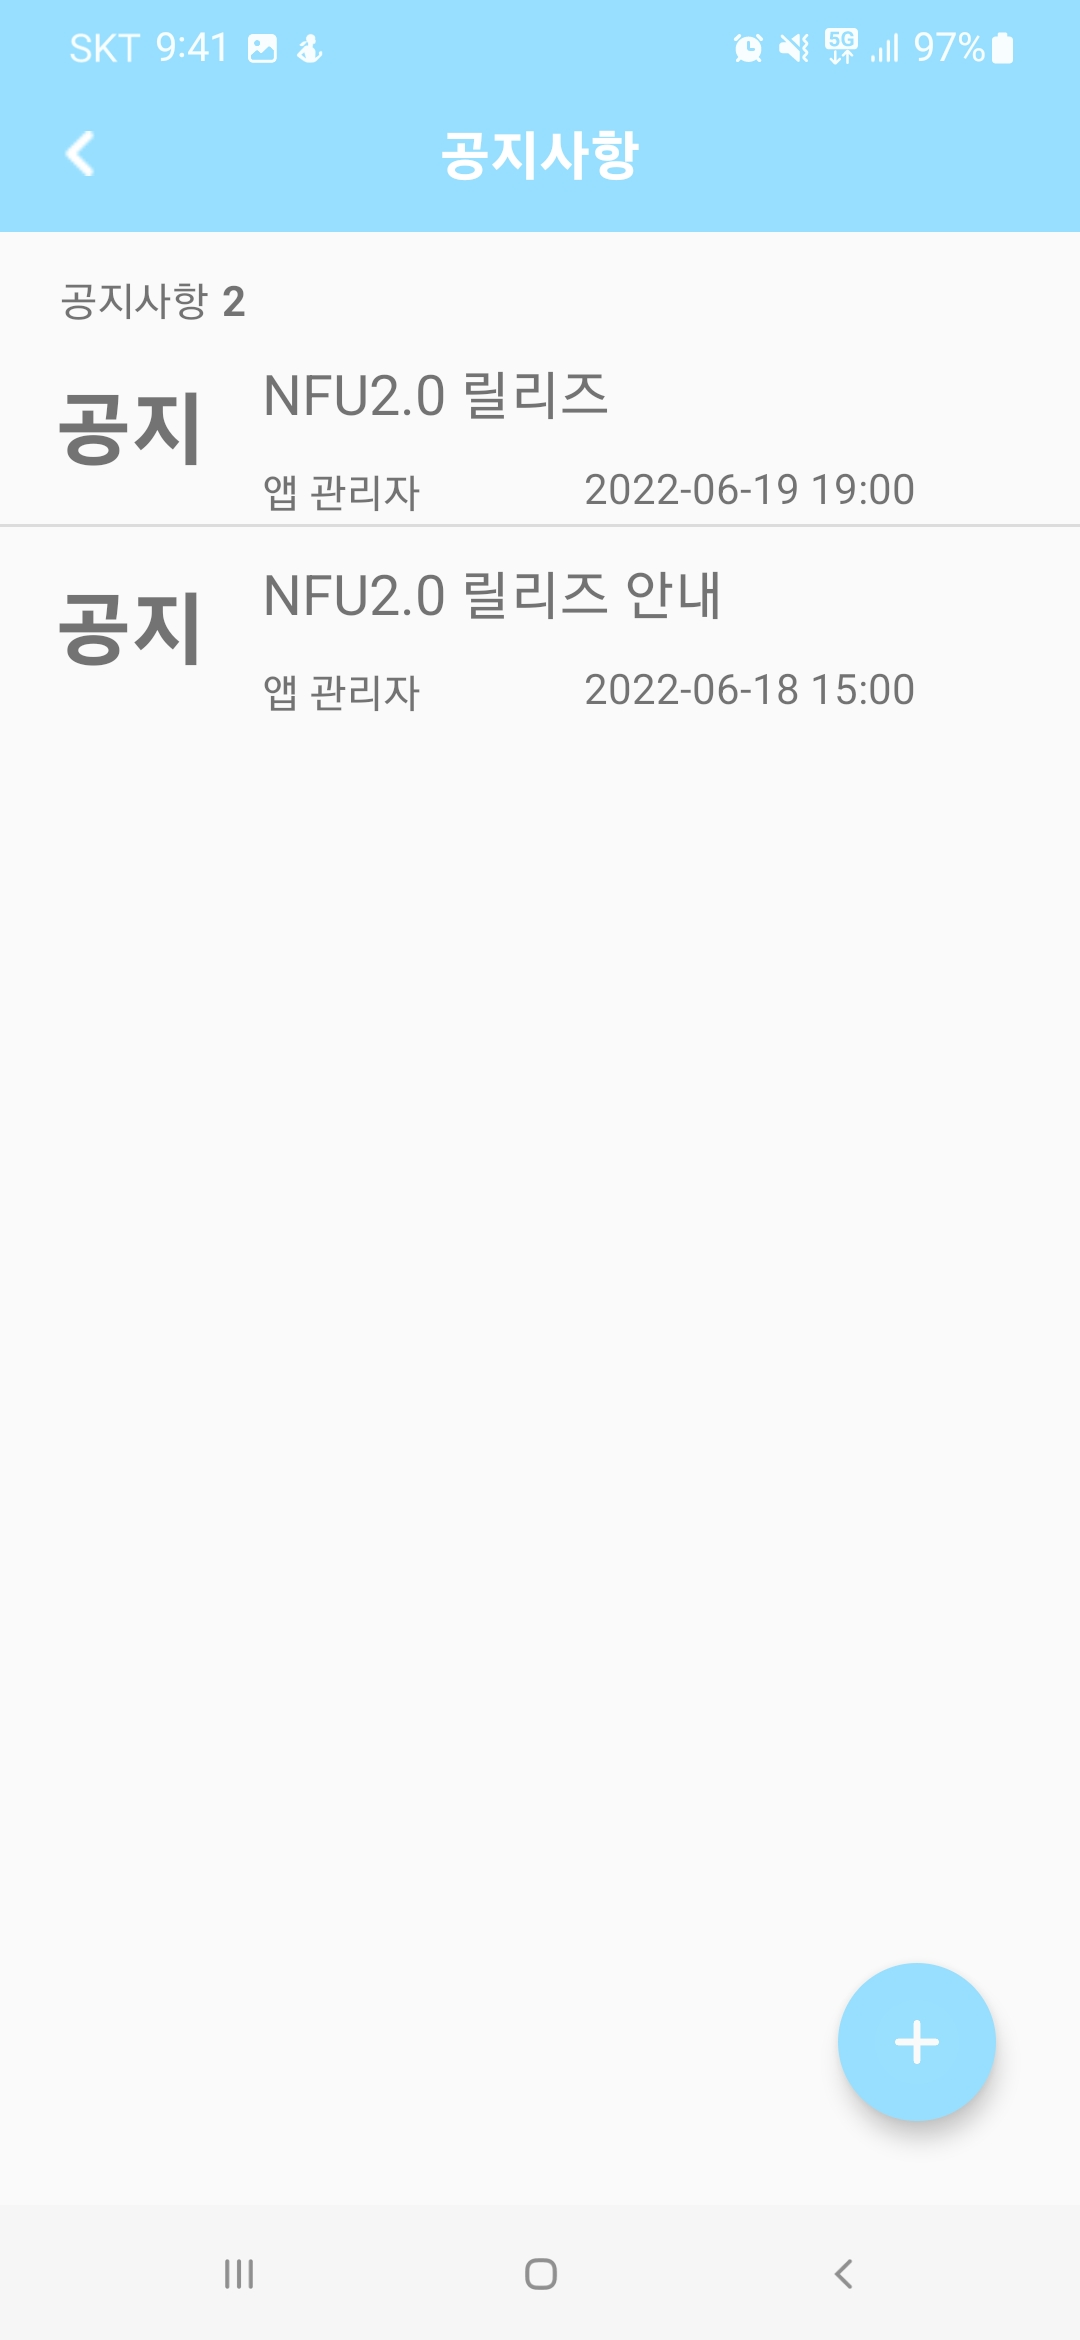 SKT 9:41 5G 97%
공지사항
공지사항 2
공지
NFU2.0 릴리즈
앱 관리자 2022-06-19 19:00
공지
NFU2.0 릴리즈 안내
앱 관리자 2022-06-18 15:00